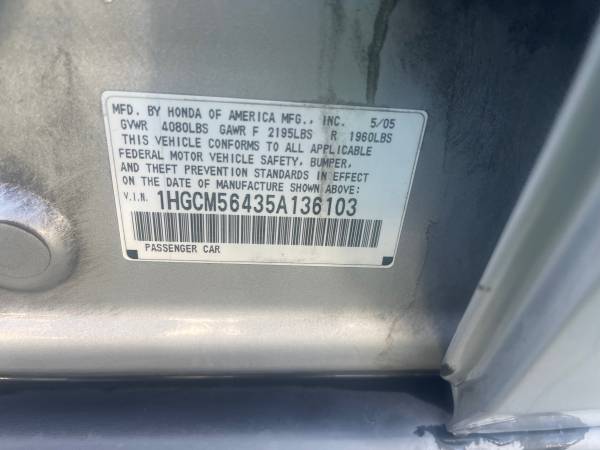 MFD. BY HONDA OF AMERICA MFG., INC. 5/05
GVWR 4080LBS GAWR F 2195LBS R 1960LBS
THIS VEHICLE CONFORMS TO ALL APPLICABLE
FEDERAL MOTOR VEHICLE SAFETY, BUMPER,
AND THEFT PREVENTION STANDARDS IN EFFECT
ON THE DATE OF MANUFACTURE SHOWN ABOVE:
V.I.N. 1HGCM56435A136103
PASSENGER CAR